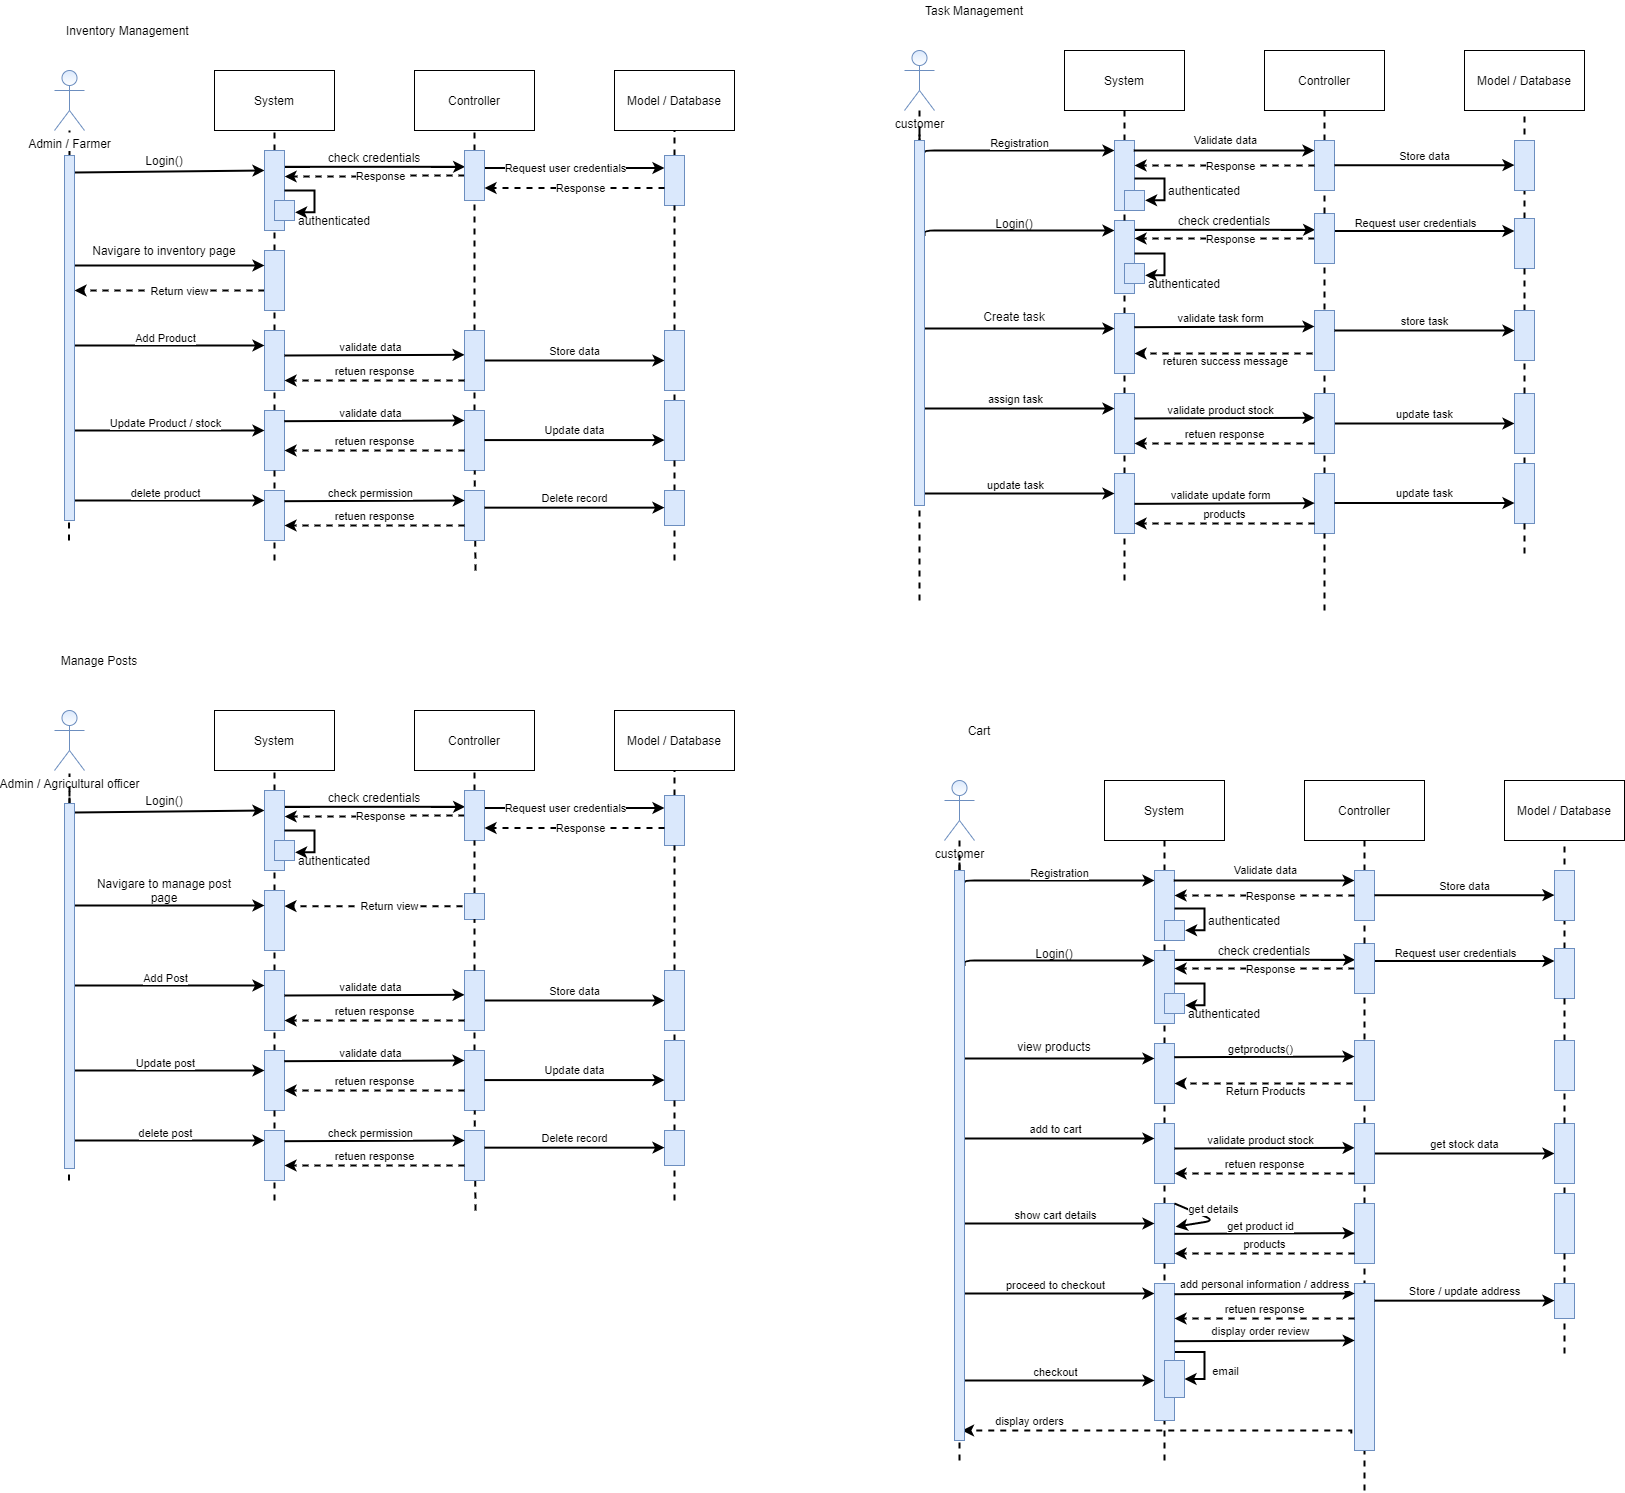 Inventory Management
Admin / Farmer
System
Controller
Model / Database
Login()
check credentials
Request user credentials
Response
Response
authenticated
Navigare to inventory page
Return view
Add Product
validate data
Store data
retuen response
Update Product / stock
validate data
Update data
retuen response
delete product
check permission
Delete record
retuen response
Task Management
customer
System
Controller
Model / Database
Registration
Validate data
Store data
Response
authenticated
Login()
check credentials
Request user credentials
Response
authenticated
Create task
validate task form
store task
returen success message
assign task
validate product stock
update task
retuen response
update task
validate update form
update task
products
Manage Posts
Admin / Agricultural officer
System
Controller
Model / Database
Login()
check credentials
Request user credentials
Response
Response
authenticated
Navigare to manage post
page
Return view
Add Post
validate data
Store data
retuen response
Update post
validate data
Update data
retuen response
delete post
check permission
Delete record
retuen response
Cart
customer
System
Controller
Model / Database
Registration
Validate data
Store data
Response
authenticated
Login()
check credentials
Request user credentials
Response
authenticated
view products
getproducts()
Return Products
add to cart
validate product stock
get stock data
retuen response
show cart details
get details
get product id
products
proceed to checkout
add personal information / address
Store / update address
retuen response
display order review
checkout
email
display orders